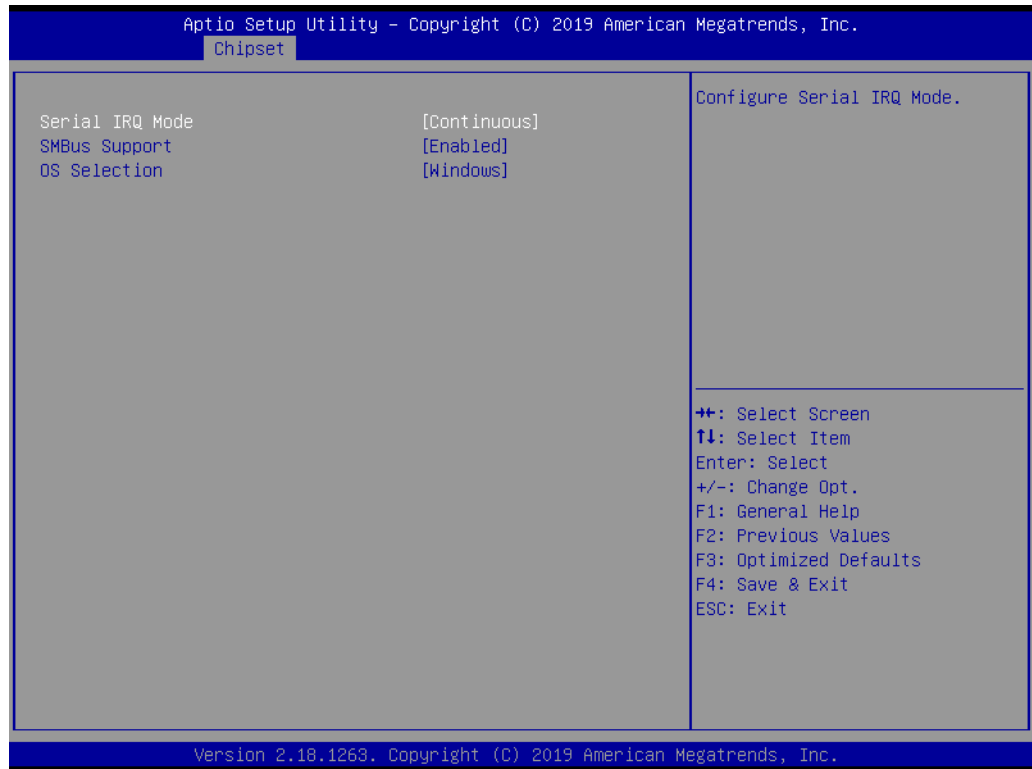 Aptio Setup Utility – Copyright (C) 2019 American Megatrends, Inc.
Chipset
Serial IRQ Mode [Continuous]
SMBus Support [Enabled]
OS Selection [Windows]
Configure Serial IRQ Mode.
→←: Select Screen
↑↓: Select Item
Enter: Select
+/-: Change Opt.
F1: General Help
F2: Previous Values
F3: Optimized Defaults
F4: Save & Exit
ESC: Exit
Version 2.18.1263. Copyright (C) 2019 American Megatrends, Inc.